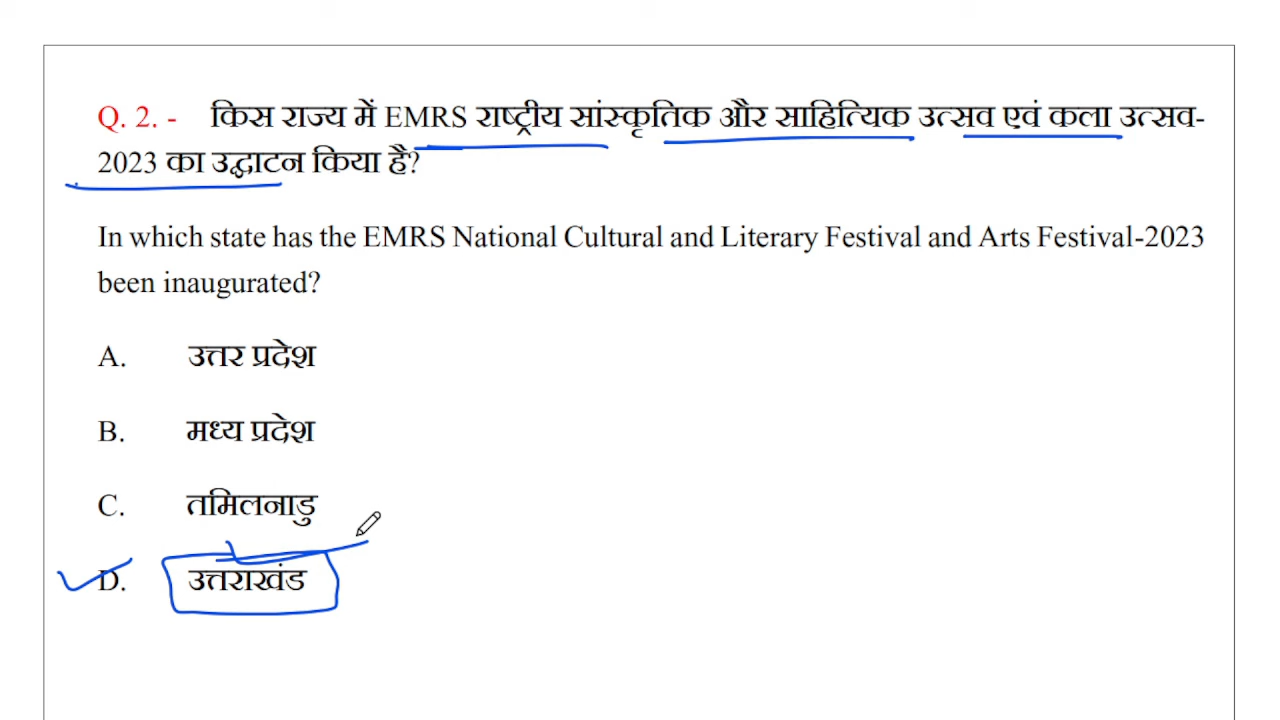 Q. 2. - किस राज्य में EMRS राष्ट्रीय सांस्कृतिक और साहित्यिक उत्सव एवं कला उत्सव-
2023 का उद्घाटन किया है?
In which state has the EMRS National Cultural and Literary Festival and Arts Festival-2023
been inaugurated?
A. उत्तर प्रदेश
B. मध्य प्रदेश
C. तमिलनाडु
D. उत्तराखंड